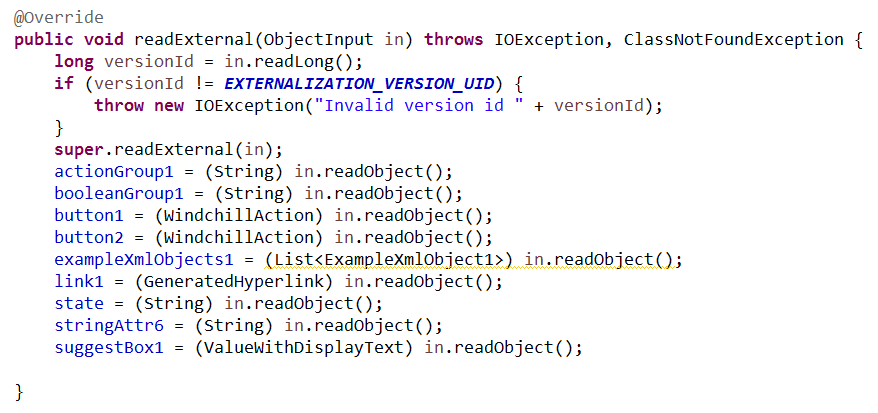 @Override
public void readExternal(ObjectInput in) throws IOException, ClassNotFoundException {
    long versionId = in.readLong();
    if (versionId != EXTERNALIZATION_VERSION_UID) {
        throw new IOException("Invalid version id " + versionId);
    }
    super.readExternal(in);
    actionGroup1 = (String) in.readObject();
    booleanGroup1 = (String) in.readObject();
    button1 = (WindchillAction) in.readObject();
    button2 = (WindchillAction) in.readObject();
    exampleXmlObjects1 = (List<ExampleXmlObject1>) in.readObject();
    link1 = (GeneratedHyperlink) in.readObject();
    state = (String) in.readObject();
    stringAttr6 = (String) in.readObject();
    suggestBox1 = (ValueWithDisplayText) in.readObject();
}